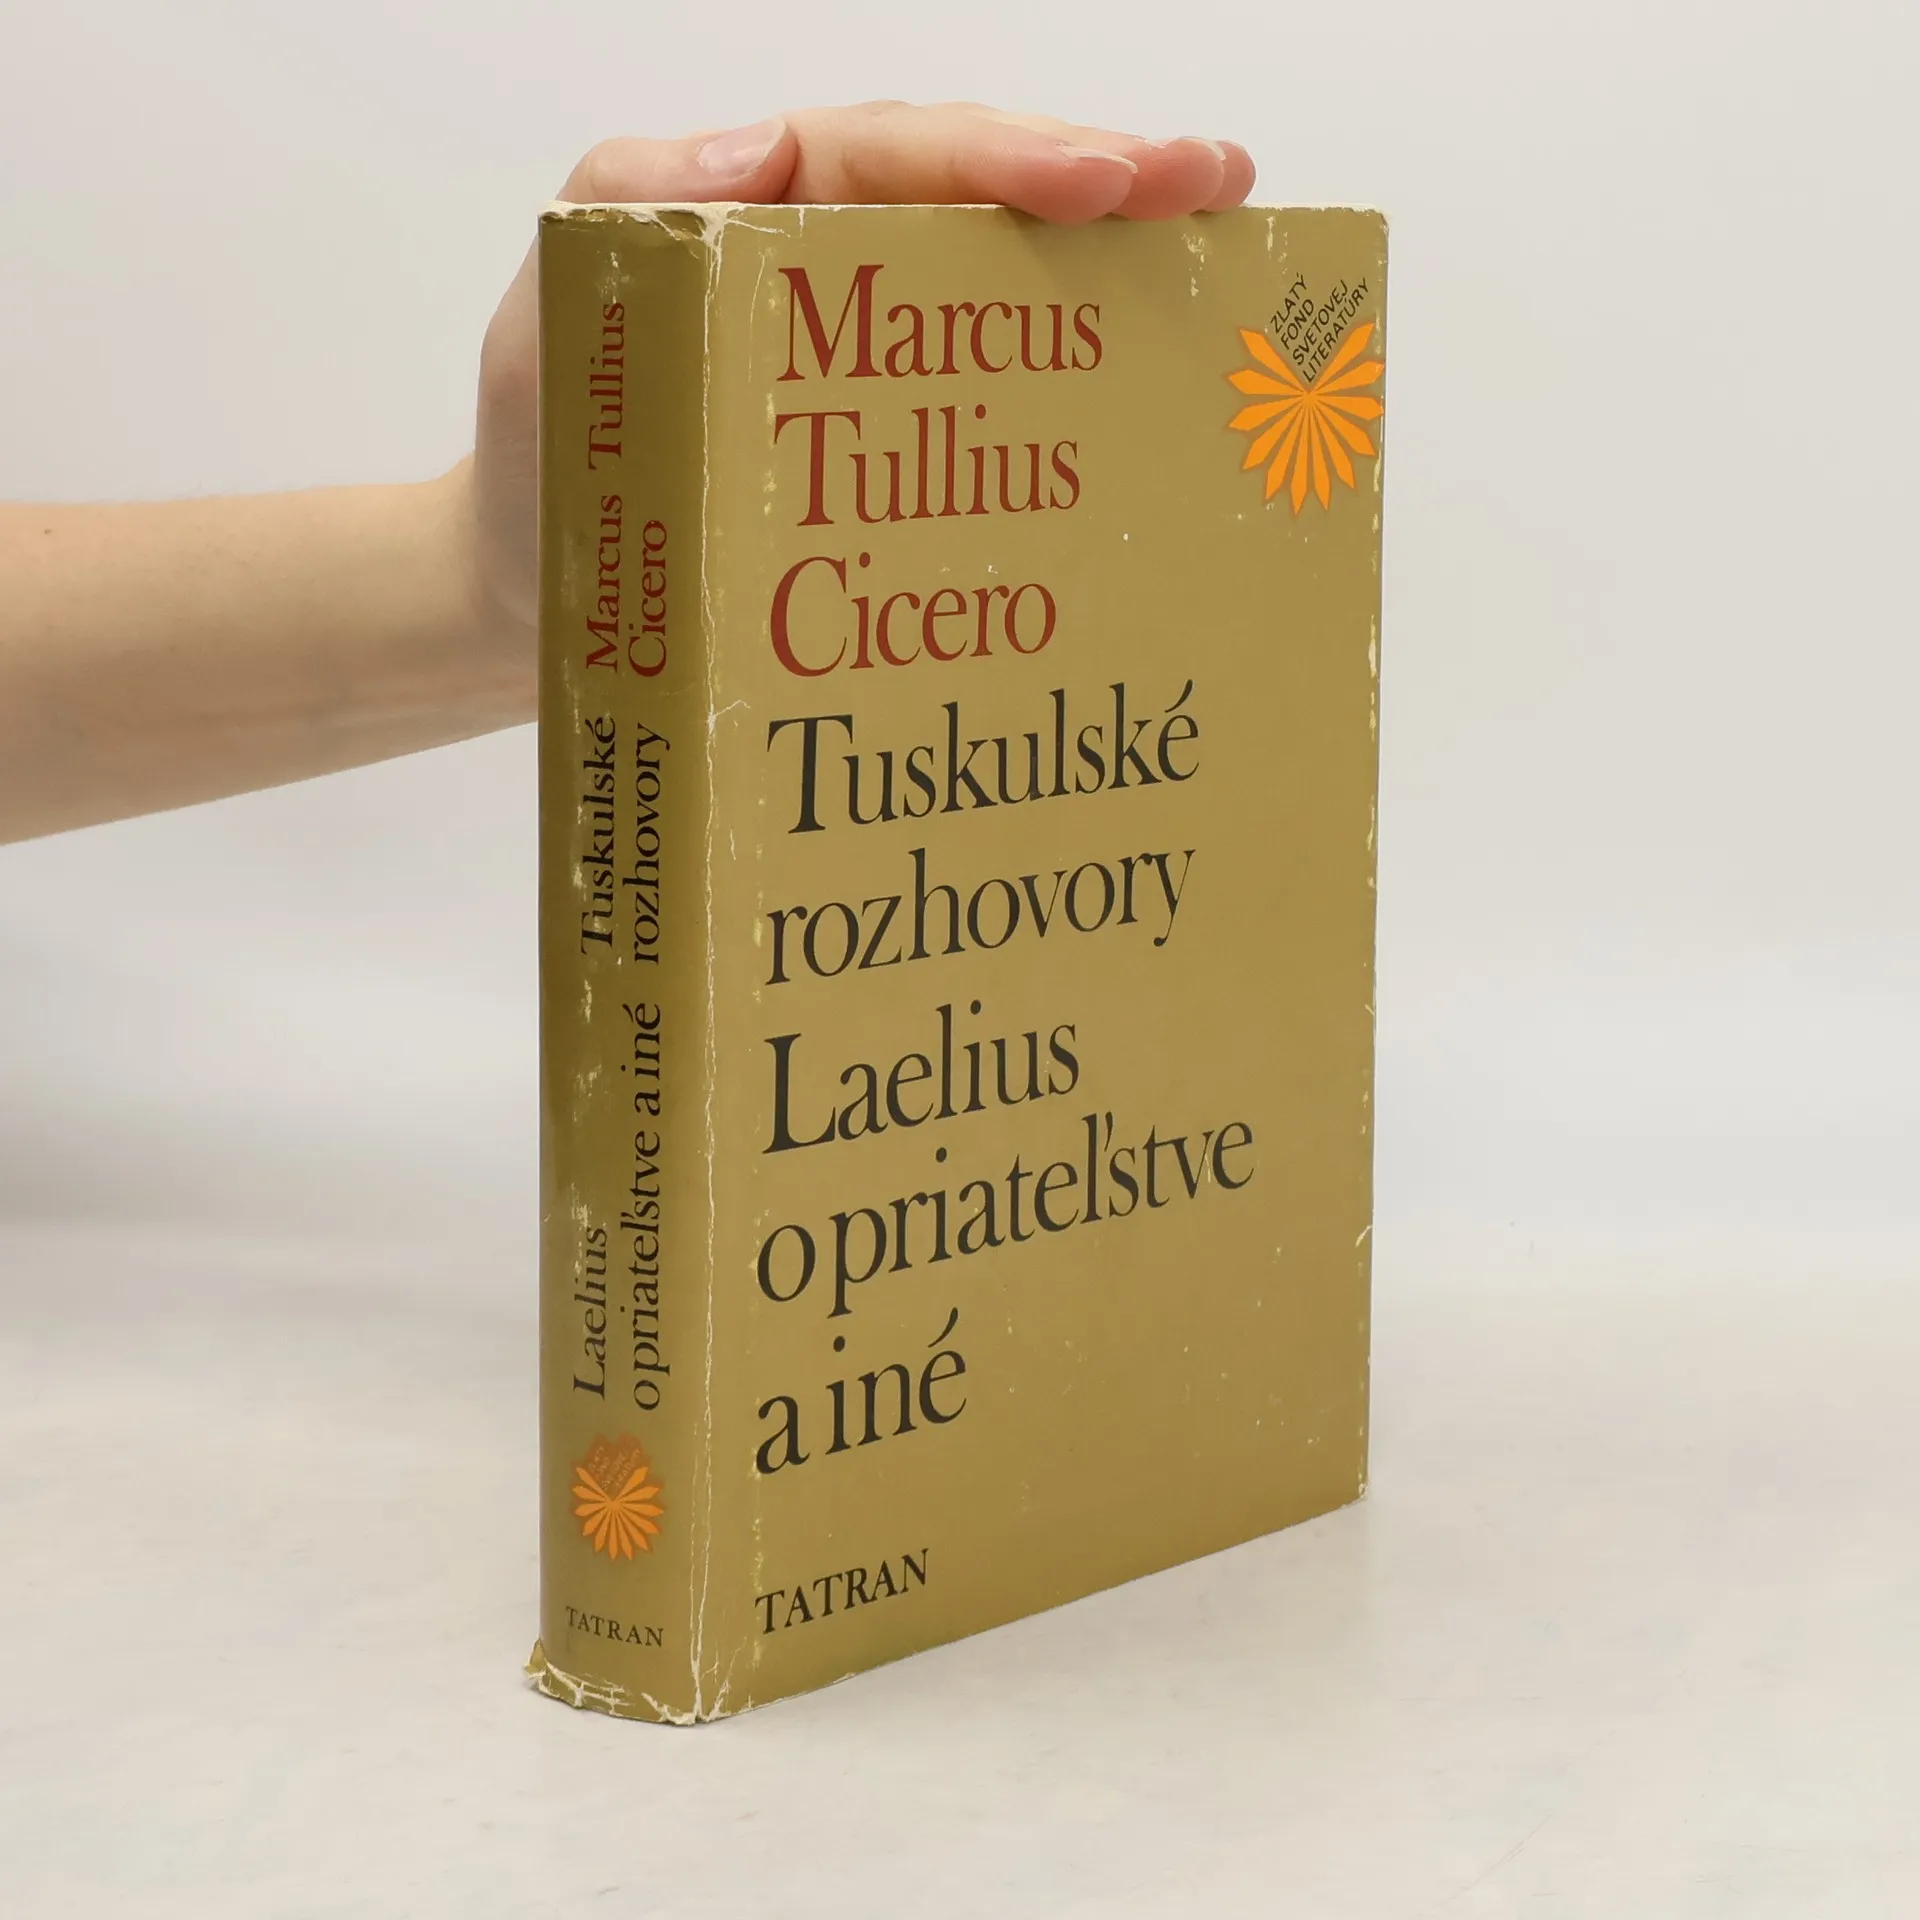 Marcus Tullius
Cicero
Tuskulské
rozhovory
Laelius
o priateľstve a iné
TATRAN
Marcus
Tullius
Cicero
Tuskulské
rozhovory
Laelius
o priateľstve
a iné
TATRAN
ZLATÝ
FOND
SVETOVEJ
LITERATÚRY